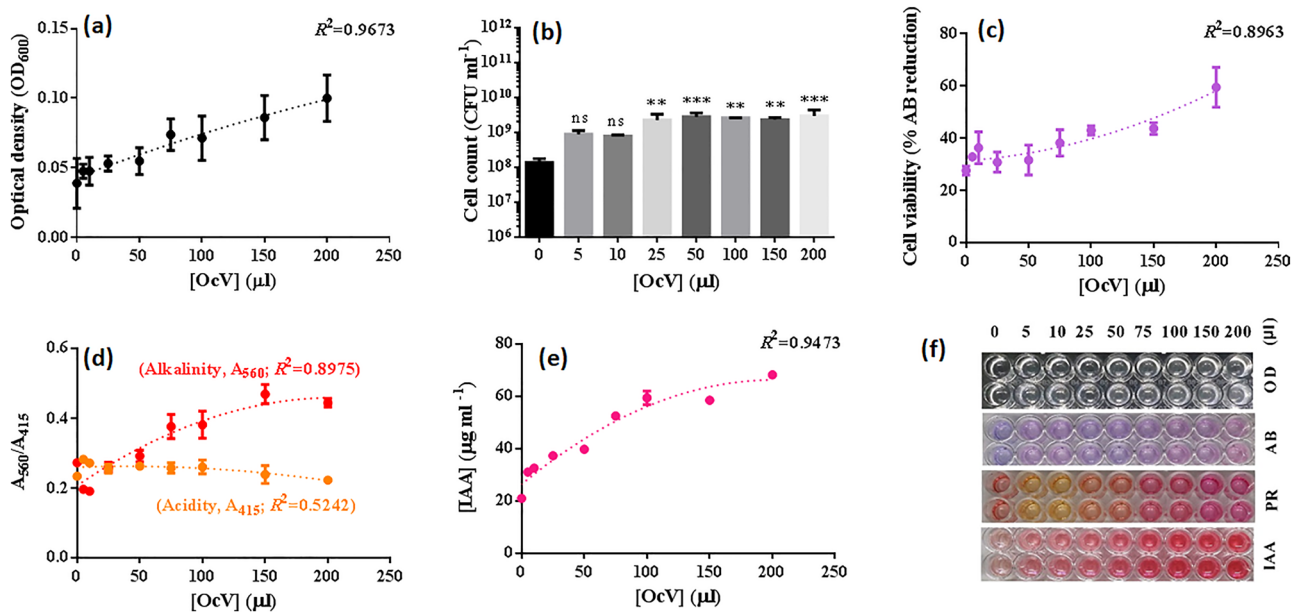 (a)
R²=0.9673
Optical density (OD₆₀₀)
0.15
0.10
0.05
0.00
0 50 100 150 200 250
[OcV] (µl)
(b)
Cell count (CFU ml⁻¹)
10¹²
10¹¹
10¹⁰
10⁹
10⁸
10⁷
10⁶
ns ns ** *** ** ** ***
0 5 10 25 50 100 150 200
[OcV] (µl)
(c)
R²=0.8963
Cell viability (% AB reduction)
80
60
40
20
0
0 50 100 150 200 250
[OcV] (µl)
(d)
(Alkalinity, A₅₆₀; R²=0.8975)
(Acidity, A₄₁₅; R²=0.5242)
A₅₆₀/A₄₁₅
0.6
0.4
0.2
0.0
0 50 100 150 200 250
[OcV] (µl)
(e)
R²=0.9473
[IAA] (µg ml⁻¹)
80
60
40
20
0
0 50 100 150 200 250
[OcV] (µl)
(f)
0 5 10 25 50 75 100 150 200 (µl)
OD
AB
PR
IAA